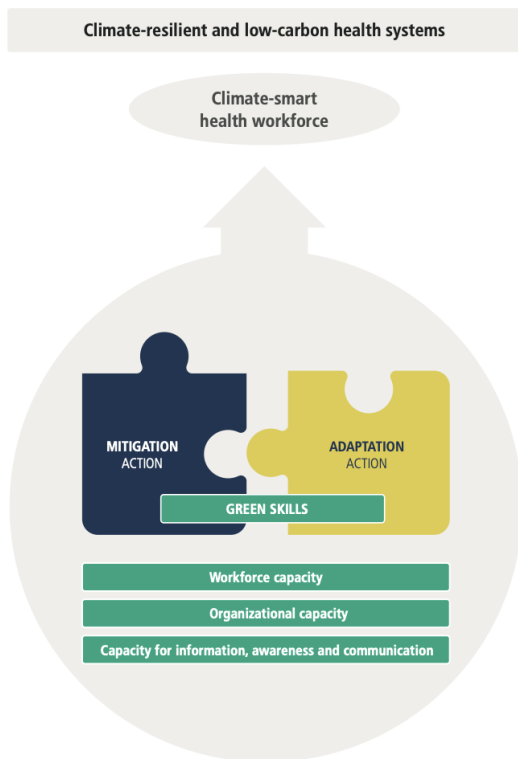 Climate-resilient and low-carbon health systems
Climate-smart
health workforce
MITIGATION
ACTION
ADAPTATION
ACTION
GREEN SKILLS
Workforce capacity
Organizational capacity
Capacity for information, awareness and communication